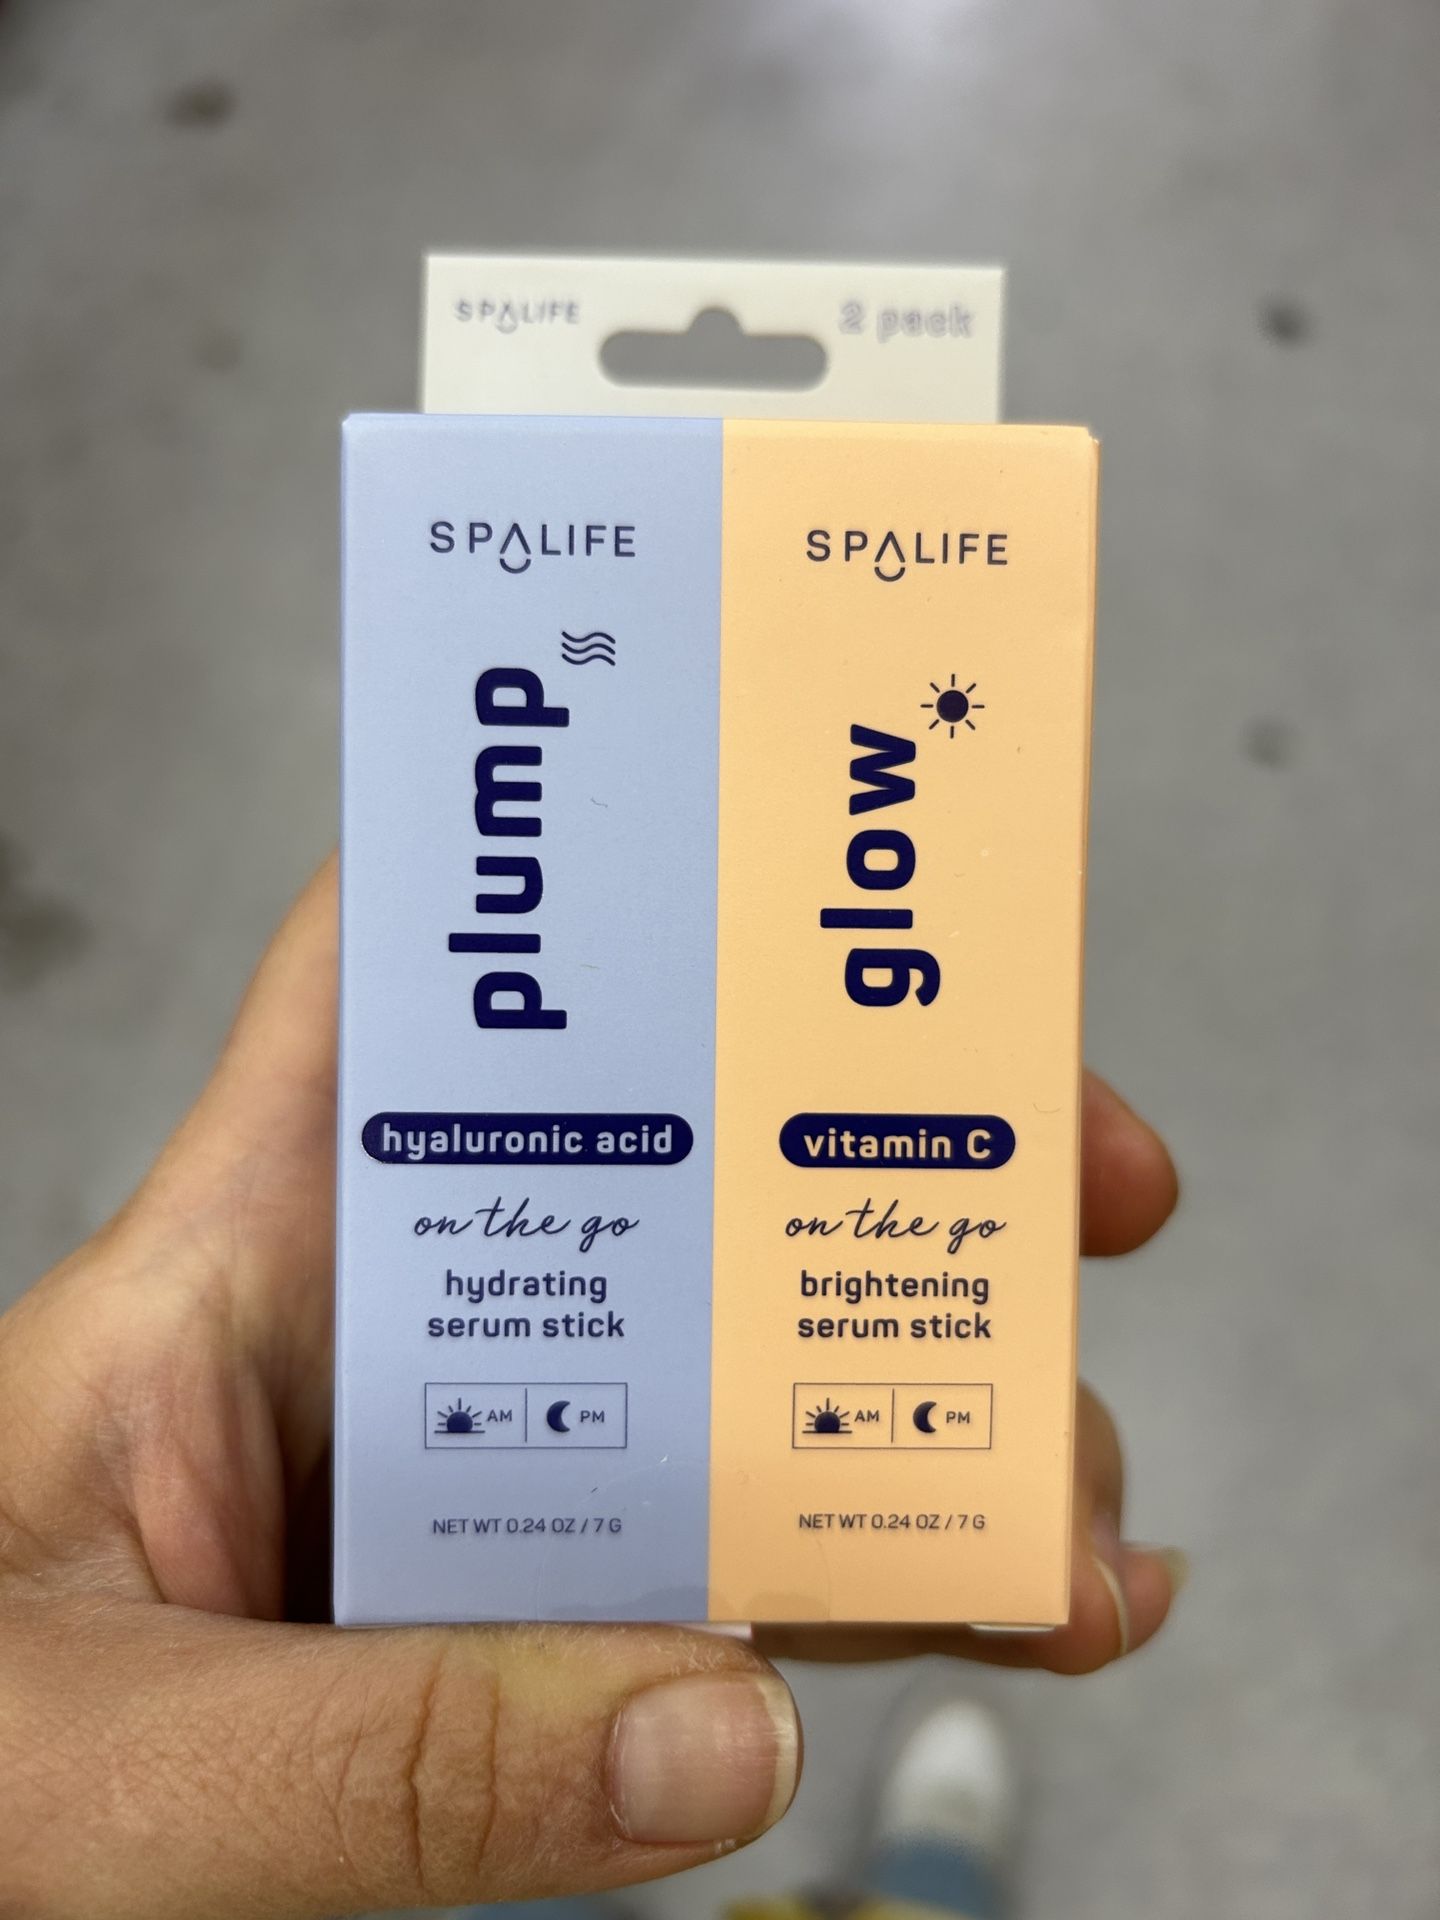 SPALIFE
2 pack
SPALIFE
plump
hyaluronic acid
on the go
hydrating
serum stick
AM
PM
NET WT 0.24 OZ / 7 G
SPALIFE
glow
vitamin C
on the go
brightening
serum stick
AM
PM
NET WT 0.24 OZ / 7 G